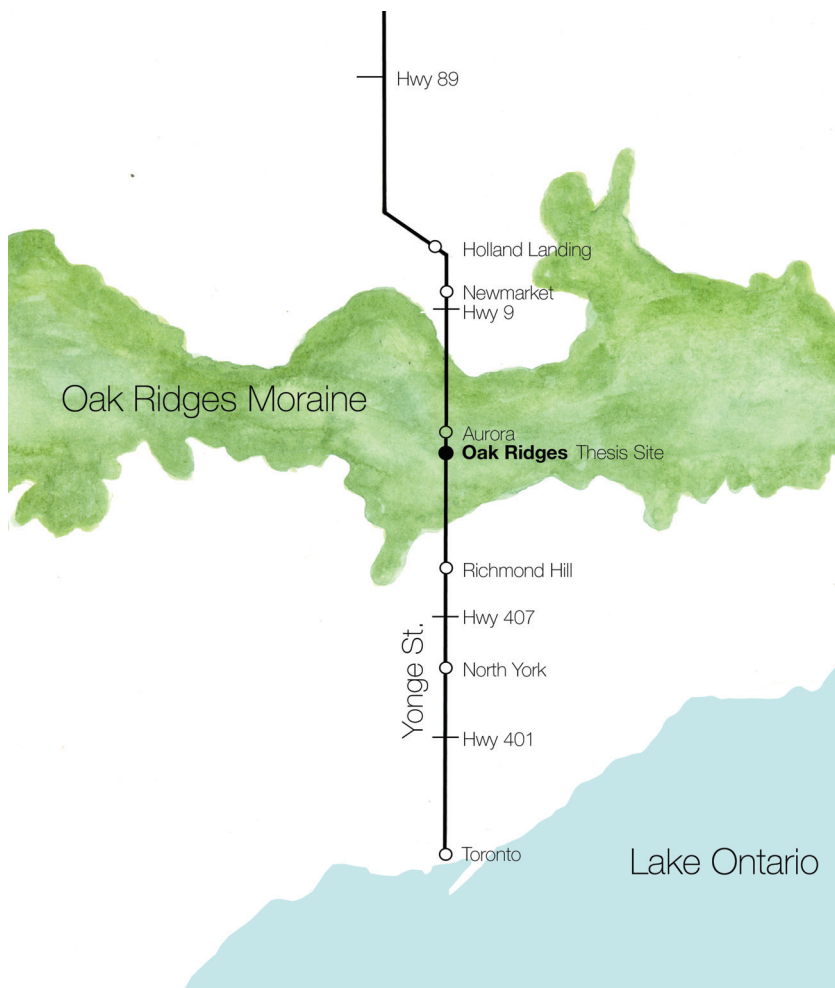 Hwy 89
Holland Landing
Newmarket
Hwy 9
Oak Ridges Moraine
Aurora
Oak Ridges Thesis Site
Richmond Hill
Hwy 407
Yonge St.
North York
Hwy 401
Toronto
Lake Ontario